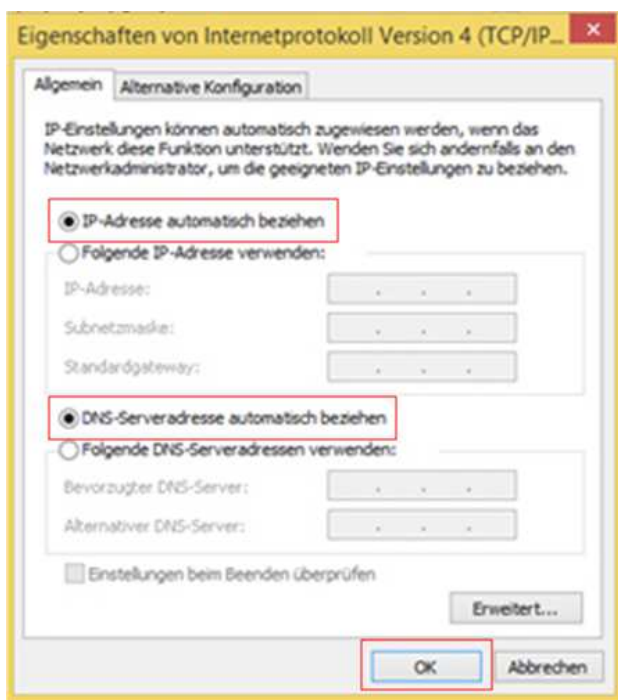 Eigenschaften von Internetprotokoll Version 4 (TCP/IP...
Allgemein
Alternative Konfiguration
IP-Einstellungen können automatisch zugewiesen werden, wenn das
Netzwerk diese Funktion unterstützt. Wenden Sie sich andernfalls an den
Netzwerkadministrator, um die geeigneten IP-Einstellungen zu beziehen.
IP-Adresse automatisch beziehen
Folgende IP-Adresse verwenden:
IP-Adresse:
Subnetzmaske:
Standardgateway:
DNS-Serveradresse automatisch beziehen
Folgende DNS-Serveradressen verwenden:
Bevorzugter DNS-Server:
Alternativer DNS-Server:
Einstellungen beim Beenden überprüfen
Erweitert...
OK
Abbrechen